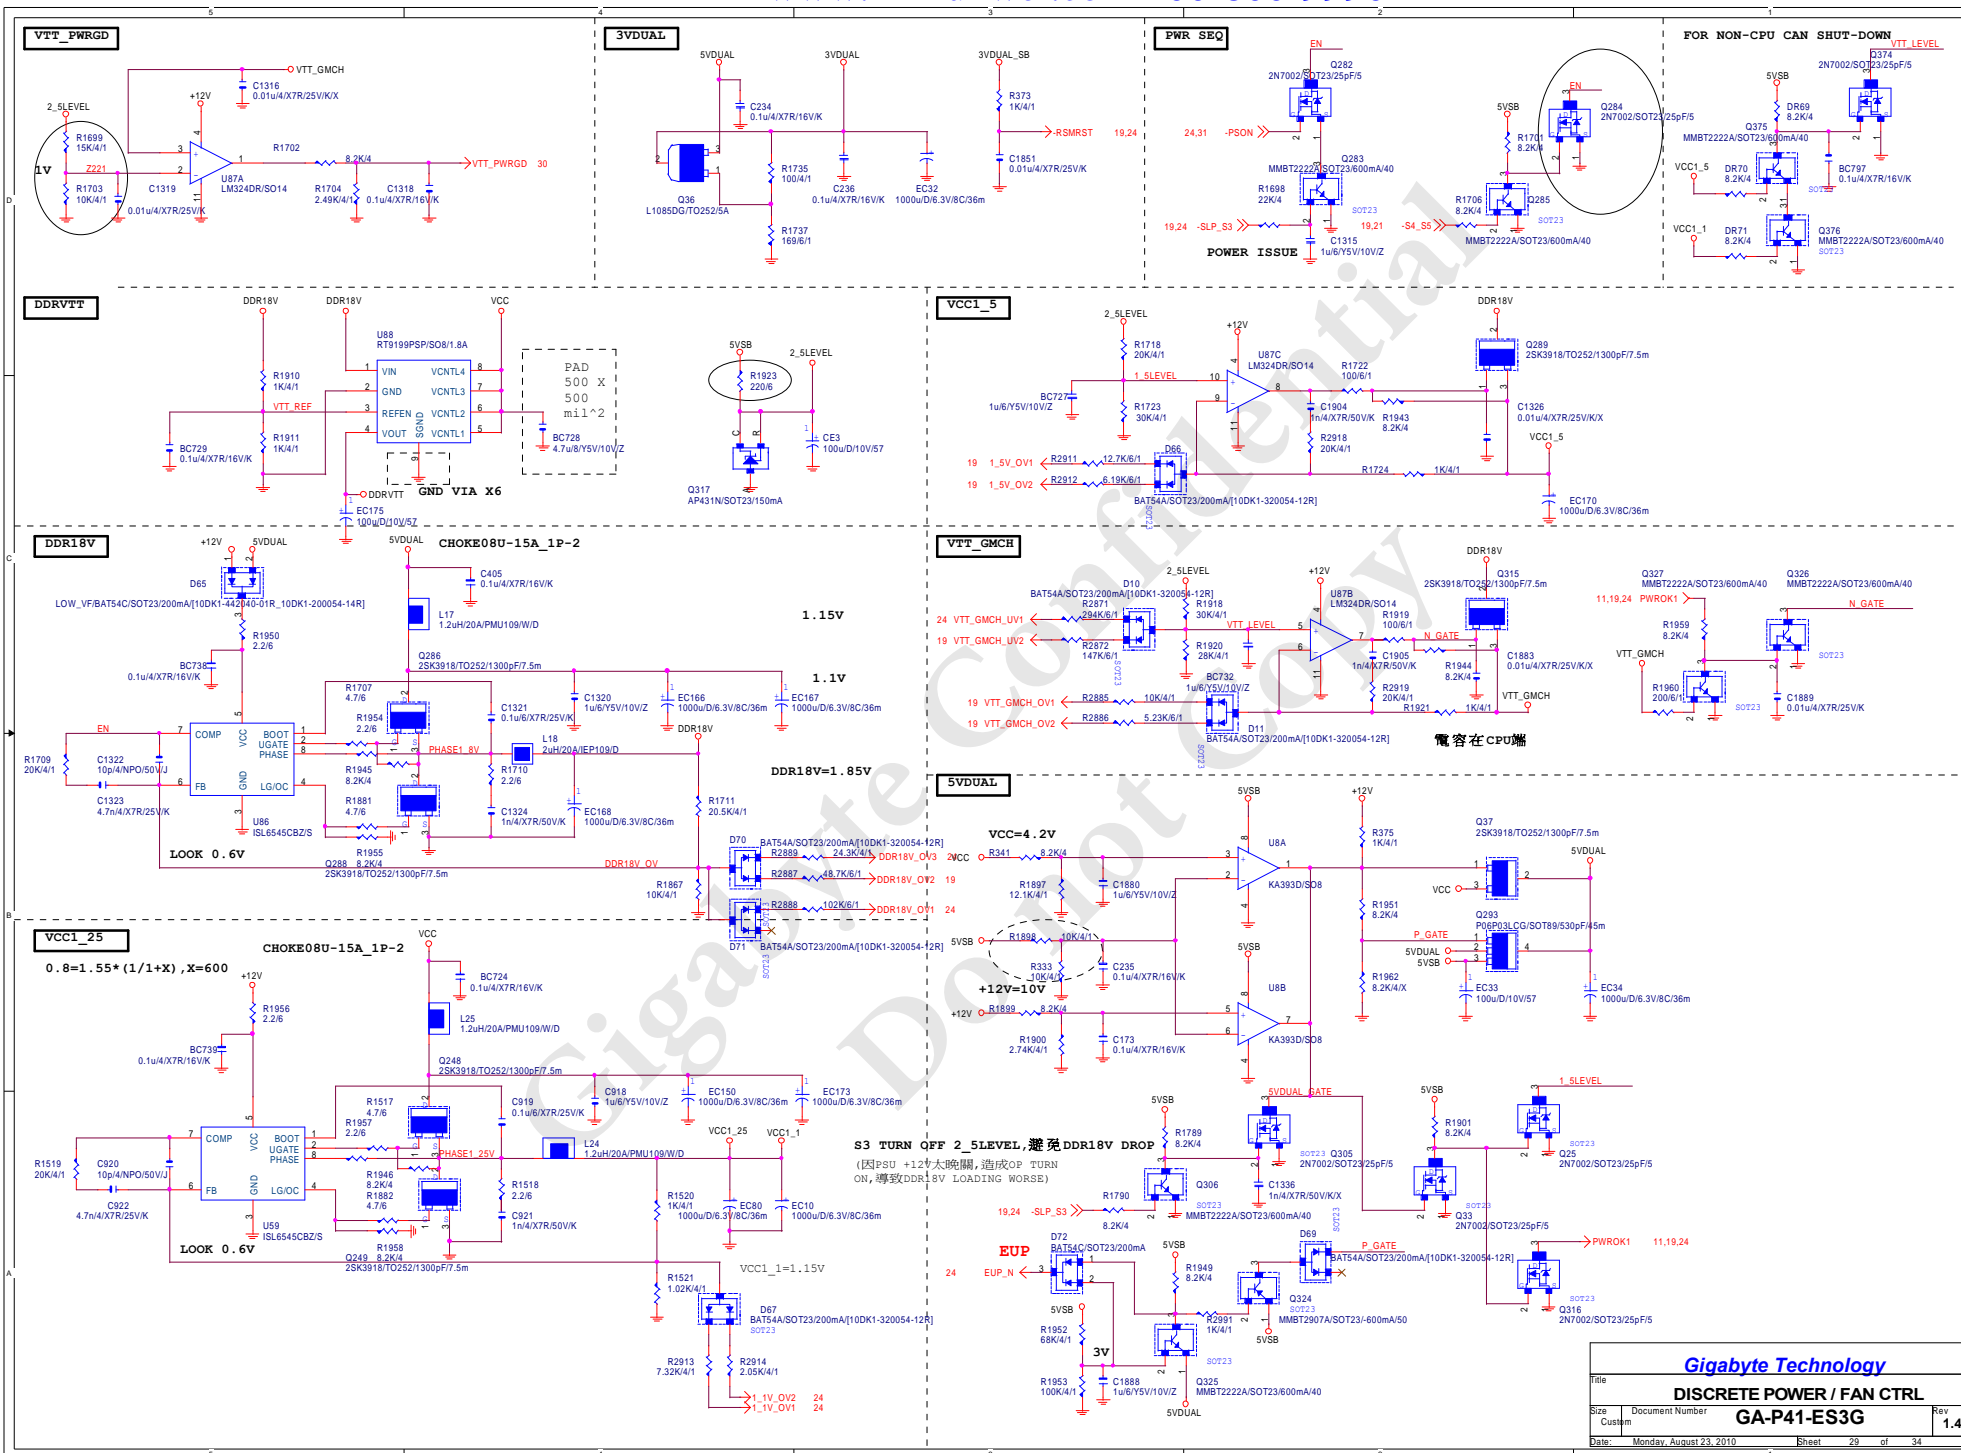 VTT_PWRGD
VTT_GMCH
C1316
0.01u/4/X7R/25V/K/X
+12V
2_5LEVEL
R1699
15K/4/1
1V
Z221
R1703
10K/4/1
C1319
0.01u/4/X7R/25V/K
U87A
LM324DR/SO14
R1702
8.2K/4
R1704
2.49K/4/1
C1318
0.1u/4/X7R/16V/K
VTT_PWRGD 30
3VDUAL
5VDUAL
3VDUAL
3VDUAL_SB
C234
0.1u/4/X7R/16V/K
R373
1K/4/1
-RSMRST 19,24
C1851
0.01u/4/X7R/25V/K
Q36
L1085DG/TO252/5A
R1735
100/4/1
C236
0.1u/4/X7R/16V/K
EC32
1000u/D/6.3V/8C/36m
R1737
169/6/1
PWR SEQ
EN
Q282
2N7002/SOT23/25pF/5
24,31 -PSON
Q283
MMBT2222A/SOT23/600mA/40
R1698
22K/4
SOT23
19,24 -SLP_S3
C1315
1u/6/Y5V/10V/Z
POWER ISSUE
5VSB
R1701
8.2K/4
EN
Q284
2N7002/SOT23/25pF/5
R1706
8.2K/4
Q285
SOT23
19,21 -S4_S5
MMBT2222A/SOT23/600mA/40
FOR NON-CPU CAN SHUT-DOWN
VTT_LEVEL
Q374
2N7002/SOT23/25pF/5
5VSB
DR69
8.2K/4
Q375
MMBT2222A/SOT23/600mA/40
VCC1_5
DR70
8.2K/4
BC797
0.1u/4/X7R/16V/K
VCC1_1
DR71
8.2K/4
Q376
MMBT2222A/SOT23/600mA/40
SOT23
DDRVTT
DDR18V
DDR18V
VCC
U88
RT9199PSP/SO8/1.8A
VIN
GND
REFEN
VOUT
VCNTL4
VCNTL3
VCNTL2
VCNTL1
SGND
R1910
1K/4/1
VTT_REF
R1911
1K/4/1
BC729
0.1u/4/X7R/16V/K
GND VIA X6
DDRVTT
EC175
100u/D/10V/57
PAD
500 X
500
mil^2
BC728
4.7u/8/Y5V/10V/Z
5VSB
R1923
220/6
2_5LEVEL
CE3
100u/D/10V/57
Q317
AP431N/SOT23/150mA
VCC1_5
2_5LEVEL
R1718
20K/4/1
1_5LEVEL
BC727
1u/6/Y5V/10V/Z
R1723
30K/4/1
+12V
U87C
LM324DR/SO14
R1722
100/6/1
C1904
1n/4/X7R/50V/K
R1943
8.2K/4
R2918
20K/4/1
DDR18V
Q289
2SK3918/TO252/1300pF/7.5m
C1326
0.01u/4/X7R/25V/K/X
VCC1_5
19 1_5V_OV1
R2911 12.7K/6/1
19 1_5V_OV2
R2912 6.19K/6/1
D66
BAT54A/SOT23/200mA/[10DK1-320054-12R]
SOT23
R1724 1K/4/1
EC170
1000u/D/6.3V/8C/36m
DDR18V
+12V
5VDUAL
D65
LOW_VF/BAT54C/SOT23/200mA/[10DK1-442040-01R_10DK1-200054-14R]
R1950
2.2/6
BC738
0.1u/4/X7R/16V/K
5VDUAL
CHOKE08U-15A_1P-2
C405
0.1u/4/X7R/16V/K
L17
1.2uH/20A/PMU109/W/D
1.15V
1.1V
Q286
2SK3918/TO252/1300pF/7.5m
R1707
4.7/6
R1954
2.2/6
C1321
0.1u/6/X7R/25V/K
C1320
1u/6/Y5V/10V/Z
EC166
1000u/D/6.3V/8C/36m
EC167
1000u/D/6.3V/8C/36m
EN
R1709
20K/4/1
C1322
10p/4/NPO/50V/J
C1323
4.7n/4/X7R/25V/K
COMP
FB
VCC
GND
BOOT
UGATE
PHASE
LG/OC
U86
ISL6545CBZ/S
PHASE1_8V
L18
2uH/20A/IEP109/D
R1945
8.2K/4
R1710
2.2/6
R1881
4.7/6
C1324
1n/4/X7R/50V/K
EC168
1000u/D/6.3V/8C/36m
DDR18V
DDR18V=1.85V
R1711
20.5K/4/1
LOOK 0.6V
R1955
8.2K/4
Q288
2SK3918/TO252/1300pF/7.5m
DDR18V_OV
R1867
10K/4/1
D70
BAT54A/SOT23/200mA/[10DK1-320054-12R]
R2889 24.3K/4/1
DDR18V_OV3 24
R2887 48.7K/6/1
DDR18V_OV2 19
R2888 102K/6/1
DDR18V_OV1 24
D71
BAT54A/SOT23/200mA/[10DK1-320054-12R]
SOT23
VTT_GMCH
D10
BAT54A/SOT23/200mA/[10DK1-320054-12R]
24 VTT_GMCH_UV1
R2871
294K/6/1
19 VTT_GMCH_UV2
R2872
147K/6/1
SOT23
2_5LEVEL
R1918
30K/4/1
VTT_LEVEL
R1920
28K/4/1
BC732
1u/6/Y5V/10V/Z
+12V
U87B
LM324DR/SO14
R1919
100/6/1
N_GATE
C1905
1n/4/X7R/50V/K
R1944
8.2K/4
R2919
20K/4/1
DDR18V
Q315
2SK3918/TO252/1300pF/7.5m
C1883
0.01u/4/X7R/25V/K/X
VTT_GMCH
19 VTT_GMCH_OV1
R2885 10K/4/1
19 VTT_GMCH_OV2
R2886 5.23K/6/1
D11
BAT54A/SOT23/200mA/[10DK1-320054-12R]
SOT23
R1921 1K/4/1
電容在CPU端
Q327
MMBT2222A/SOT23/600mA/40
Q326
MMBT2222A/SOT23/600mA/40
11,19,24 PWROK1
N_GATE
R1959
8.2K/4
VTT_GMCH
R1960
200/6/1
SOT23
SOT23
C1889
0.01u/4/X7R/25V/K
VCC1_25
0.8=1.55*(1/1+X),X=600
CHOKE08U-15A_1P-2
VCC
BC724
0.1u/4/X7R/16V/K
L25
1.2uH/20A/PMU109/W/D
+12V
R1956
2.2/6
BC739
0.1u/4/X7R/16V/K
Q248
2SK3918/TO252/1300pF/7.5m
R1517
4.7/6
R1957
2.2/6
C919
0.1u/6/X7R/25V/K
C918
1u/6/Y5V/10V/Z
EC150
1000u/D/6.3V/8C/36m
EC173
1000u/D/6.3V/8C/36m
COMP
FB
VCC
GND
BOOT
UGATE
PHASE
LG/OC
R1519
20K/4/1
C920
10p/4/NPO/50V/J
C922
4.7n/4/X7R/25V/K
U59
ISL6545CBZ/S
PHASE1_25V
L24
1.2uH/20A/PMU109/W/D
VCC1_25
VCC1_1
R1946
8.2K/4
R1882
4.7/6
R1518
2.2/6
C921
1n/4/X7R/50V/K
R1520
1K/4/1
EC80
1000u/D/6.3V/8C/36m
EC10
1000u/D/6.3V/8C/36m
LOOK 0.6V
R1958
8.2K/4
Q249
2SK3918/TO252/1300pF/7.5m
VCC1_1=1.15V
R1521
1.02K/4/1
D67
BAT54A/SOT23/200mA/[10DK1-320054-12R]
SOT23
R2913
7.32K/4/1
R2914
2.05K/4/1
1_1V_OV2 24
1_1V_OV1 24
5VDUAL
VCC=4.2V
VCC
R341 8.2K/4
R1897
12.1K/4/1
C1880
1u/6/Y5V/10V/Z
5VSB
U8A
KA393D/SO8
5VSB
R1898 10K/4/1
R333
10K/4/1
C235
0.1u/4/X7R/16V/K
+12V=10V
+12V
R1899 8.2K/4
R1900
2.74K/4/1
C173
0.1u/4/X7R/16V/K
5VSB
U8B
KA393D/SO8
+12V
R375
1K/4/1
R1951
8.2K/4
P_GATE
R1962
8.2K/4/X
Q37
2SK3918/TO252/1300pF/7.5m
5VDUAL
VCC
Q293
P06P03LCG/SOT89/530pF/45m
5VDUAL
5VSB
EC33
100u/D/10V/57
EC34
1000u/D/6.3V/8C/36m
S3 TURN OFF 2_5LEVEL,避免DDR18V DROP
(因PSU +12V太晚關,造成OP TURN
ON,導致DDR18V LOADING WORSE)
5VSB
R1789
8.2K/4
5VDUAL_GATE
SOT23 Q305
2N7002/SOT23/25pF/5
Q306
SOT23
MMBT2222A/SOT23/600mA/40
C1336
1n/4/X7R/50V/K/X
R1790
8.2K/4
19,24 -SLP_S3
5VSB
R1901
8.2K/4
1_5LEVEL
SOT23
Q25
2N7002/SOT23/25pF/5
SOT23
Q33
2N7002/SOT23/25pF/5
PWROK1 11,19,24
SOT23
Q316
2N7002/SOT23/25pF/5
EUP
24 EUP_N
D72
BAT54C/SOT23/200mA
5VSB
R1949
8.2K/4
D69
BAT54A/SOT23/200mA/[10DK1-320054-12R]
SOT23
P_GATE
Q324
SOT23
MMBT2907A/SOT23/-600mA/50
5VSB
R2991
1K/4/1
5VSB
R1952
68K/4/1
3V
R1953
100K/4/1
C1888
1u/6/Y5V/10V/Z
SOT23
Q325
MMBT2222A/SOT23/600mA/40
5VDUAL
Gigabyte Confidential
Do not Copy
Gigabyte Technology
Title
DISCRETE POWER / FAN CTRL
Size
Custom
Document Number
GA-P41-ES3G
Rev
1.4
Date: Monday, August 23, 2010
Sheet 29 of 34